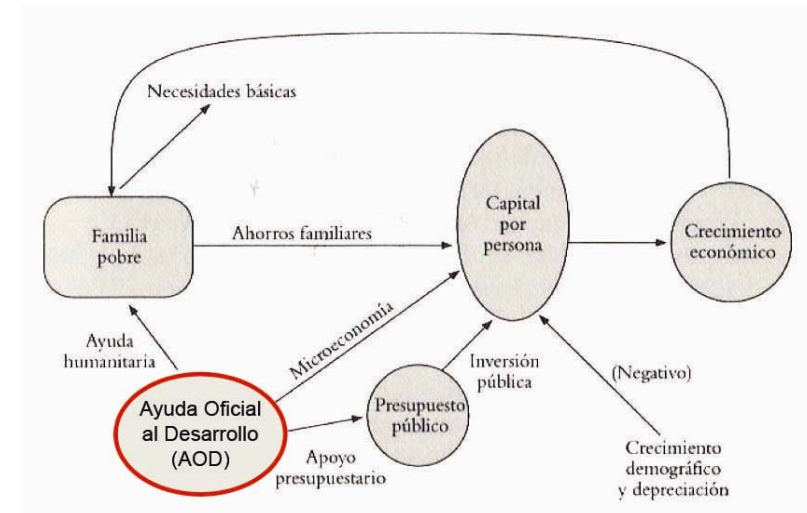 Necesidades básicas
Familia
pobre
Ahorros familiares
Capital
por
persona
Crecimiento
económico
Ayuda
humanitaria
Microeconomía
Ayuda Oficial
al Desarrollo
(AOD)
Apoyo
presupuestario
Presupuesto
público
Inversión
pública
(Negativo)
Crecimiento
demográfico
y depreciación